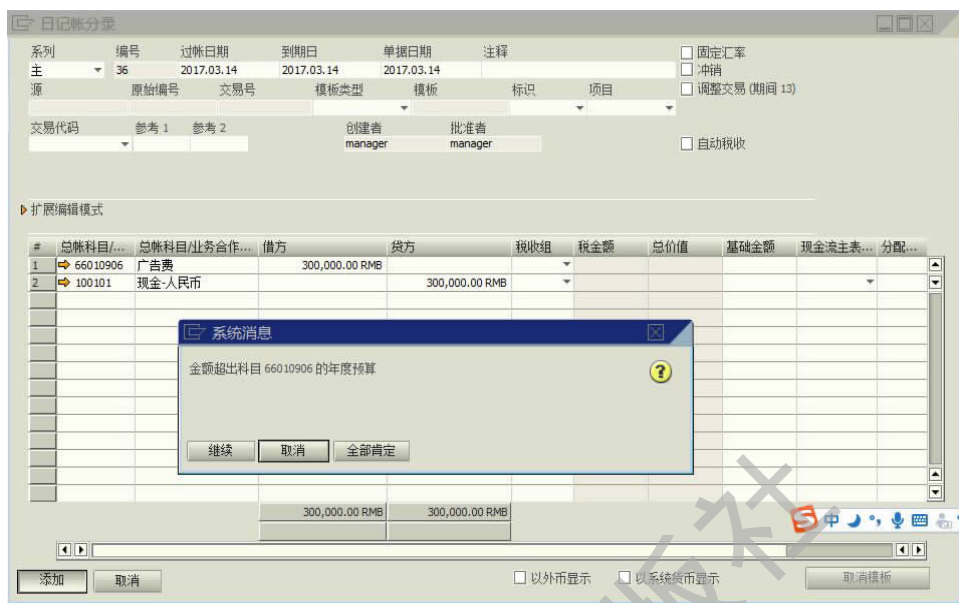 日记帐分录
系列 编号 过帐日期 到期日 单据日期 注释 固定汇率
主 36 2017.03.14 2017.03.14 2017.03.14 冲销
源 原始编号 交易号 模板类型 模板 标识 项目 调整交易 (期间 13)
交易代码 参考 1 参考 2 创建者 批准者
manager manager 自动税收
扩展编辑模式
# 总帐科目/... 总帐科目/业务合作... 借方 贷方 税收组 税金额 总价值 基础金额 现金流主表... 分配...
1 66010906 广告费 300,000.00 RMB
2 100101 现金-人民币 300,000.00 RMB
系统消息
金额超出科目 66010906 的年度预算
继续 取消 全部肯定
300,000.00 RMB 300,000.00 RMB
中
添加 取消 以外币显示 以系统货币显示 取消模板
版社